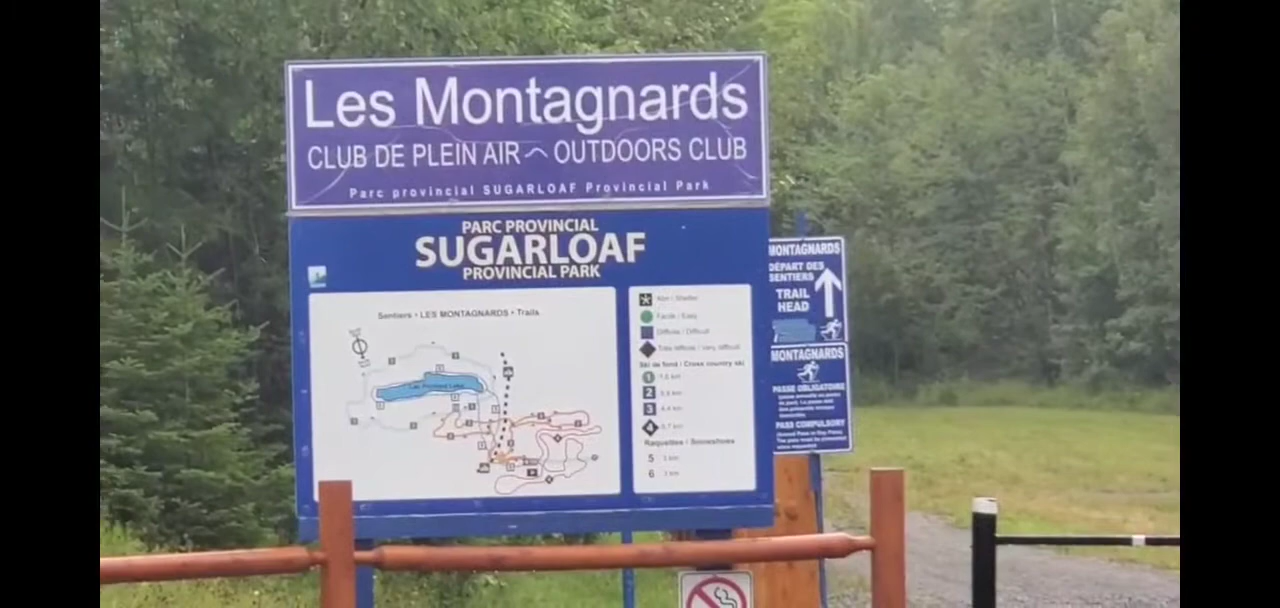 Les Montagnards
CLUB DE PLEIN AIR OUTDOORS CLUB
Parc provincial SUGARLOAF Provincial Park
PARC PROVINCIAL
SUGARLOAF
PROVINCIAL PARK
Sentiers • LES MONTAGNARDS • Trails
Abri / Shelter
Facile / Easy
Difficile / Difficult
Très difficile / Very difficult
Ski de fond / Cross country ski
1
2
3
4
Raquettes / Snowshoes
5
6
MONTAGNARDS
DÉPART DES
SENTIERS
TRAIL
HEAD
MONTAGNARDS
PASSE OBLIGATOIRE
PASS COMPULSORY